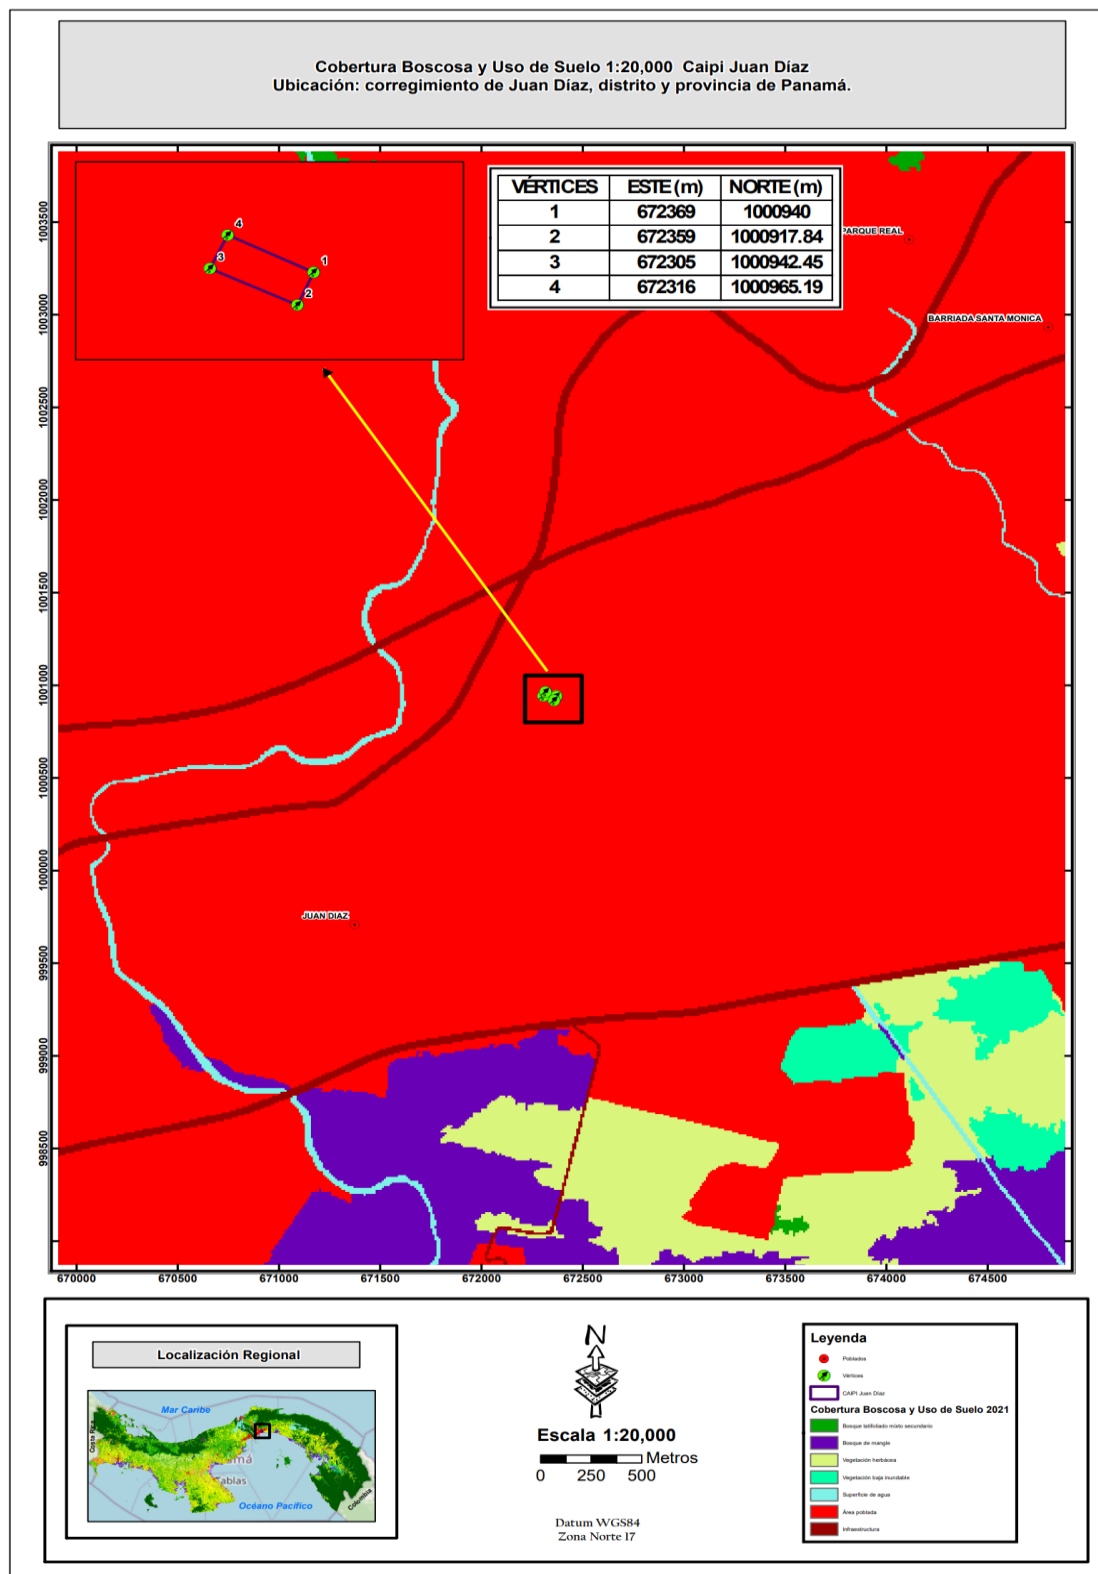 Cobertura Boscosa y Uso de Suelo 1:20,000 Caipi Juan Díaz
Ubicación: corregimiento de Juan Díaz, distrito y provincia de Panamá.
VÉRTICES ESTE (m) NORTE (m)
1 672369 1000940
2 672359 1000917.84
3 672305 1000942.45
4 672316 1000965.19
4
3
1
2
PARQUE REAL
BARRIADA SANTA MONICA
JUAN DIAZ
1003500
1003000
1002500
1002000
1001500
1001000
1000500
1000000
999500
999000
998500
670000 670500 671000 671500 672000 672500 673000 673500 674000 674500
Localización Regional
Mar Caribe
Costa Rica
Colombia
Océano Pacífico
N
Escala 1:20,000
Metros
0 250 500
Datum WGS84
Zona Norte 17
Leyenda
Poblados
Vértices
CAIPI Juan Díaz
Cobertura Boscosa y Uso de Suelo 2021
Bosque latifoliado mixto secundario
Bosque de mangle
Vegetación herbácea
Vegetación baja inundable
Superficie de agua
Área poblada
Infraestructura